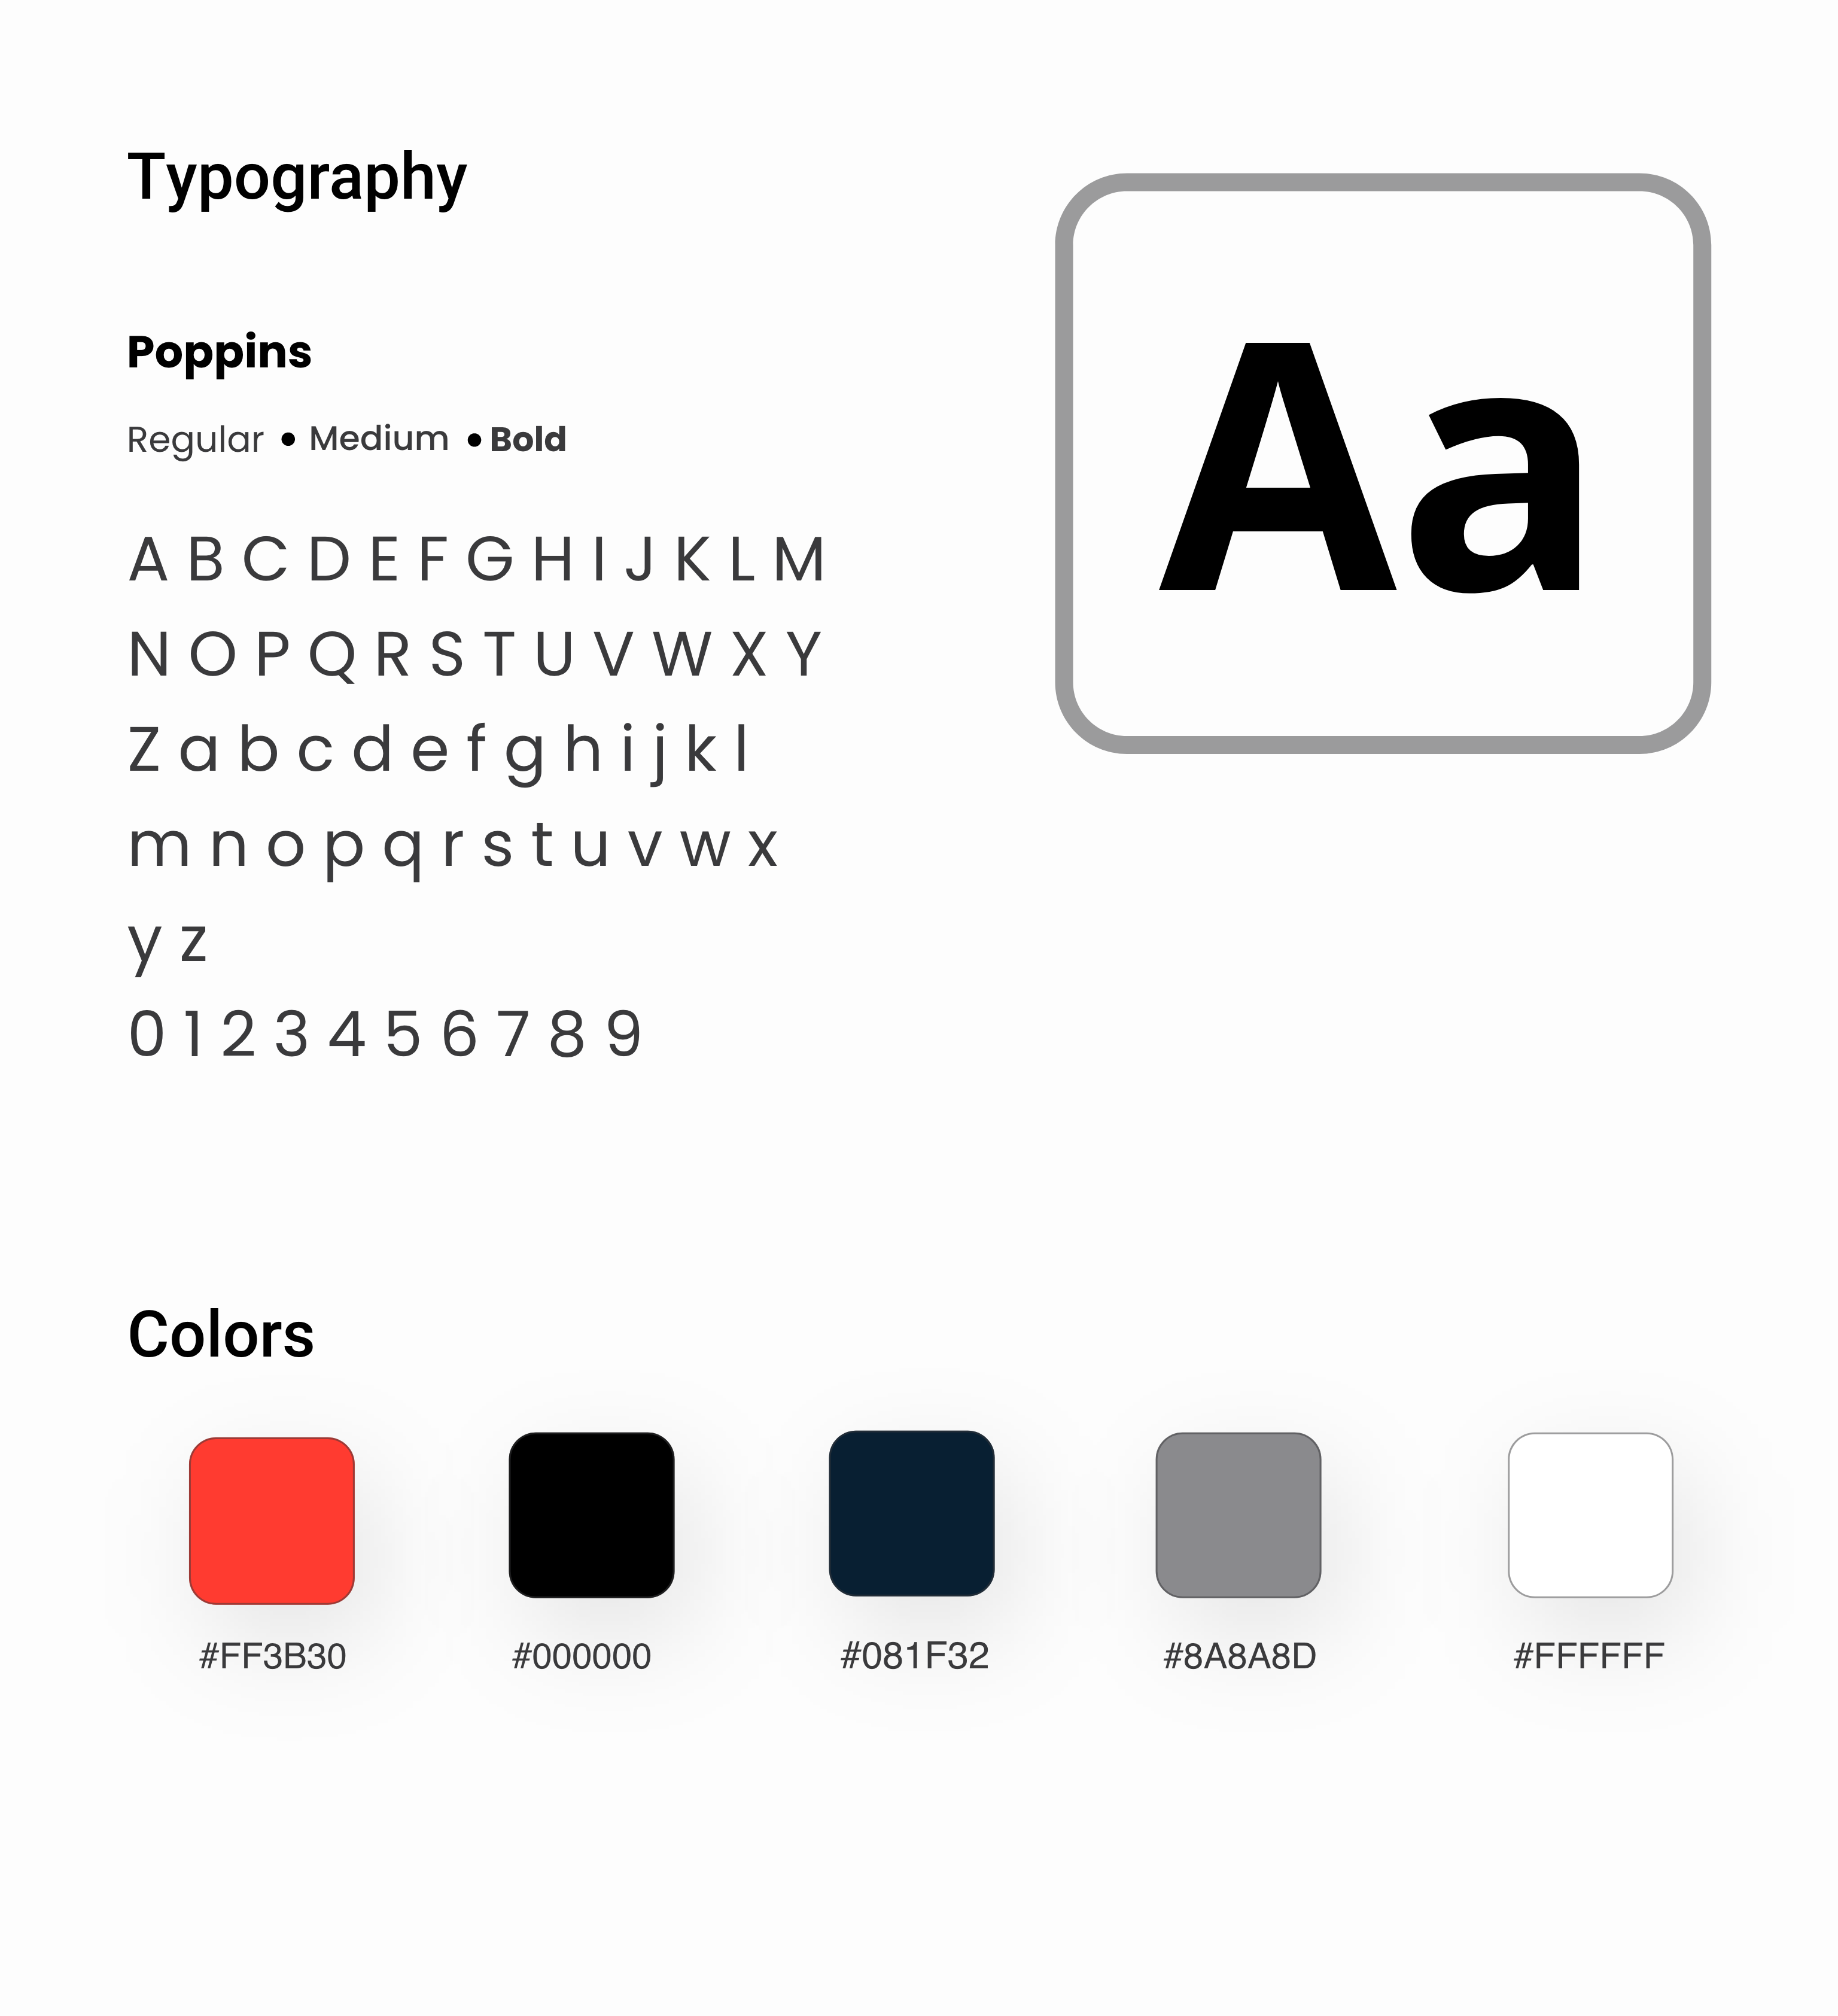 Typography
Aa
Poppins
Regular • Medium • Bold
A B C D E F G H I J K L M
N O P Q R S T U V W X Y
Z a b c d e f g h i j k l
m n o p q r s t u v w x
y z
0 1 2 3 4 5 6 7 8 9
Colors
#FF3B30
#000000
#081F32
#8A8A8D
#FFFFFF